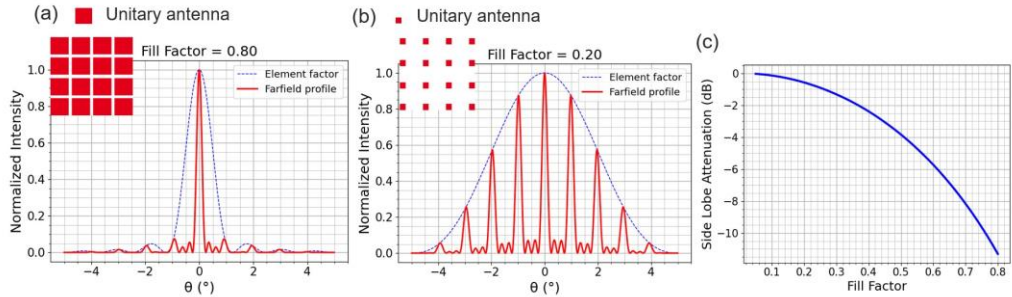 (a)
Unitary antenna
Fill Factor = 0.80
Element factor
Farfield profile
Normalized Intensity
1.0
0.8
0.6
0.4
0.2
0.0
−4
−2
0
2
4
θ (°)
(b)
Unitary antenna
Fill Factor = 0.20
Element factor
Farfield profile
Normalized Intensity
1.0
0.8
0.6
0.4
0.2
0.0
−4
−2
0
2
4
θ (°)
(c)
Side Lobe Attenuation (dB)
0
−2
−4
−6
−8
−10
0.1
0.2
0.3
0.4
0.5
0.6
0.7
0.8
Fill Factor